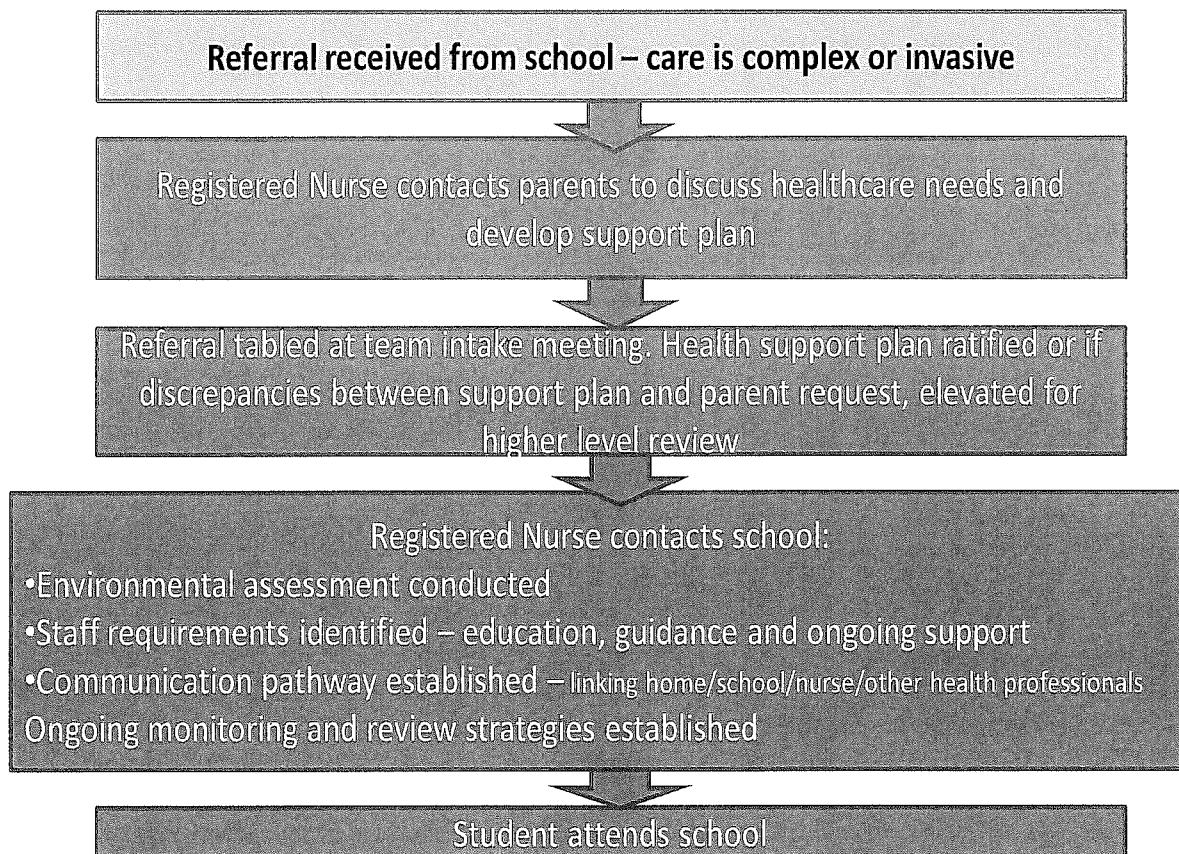 Referral received from school – care is complex or invasive
Registered Nurse contacts parents to discuss healthcare needs and
develop support plan
Referral tabled at team intake meeting. Health support plan ratified or if
discrepancies between support plan and parent request, elevated for
higher level review
Registered Nurse contacts school:
•Environmental assessment conducted
•Staff requirements identified – education, guidance and ongoing support
•Communication pathway established – linking home/school/nurse/other health professionals
Ongoing monitoring and review strategies established
Student attends school